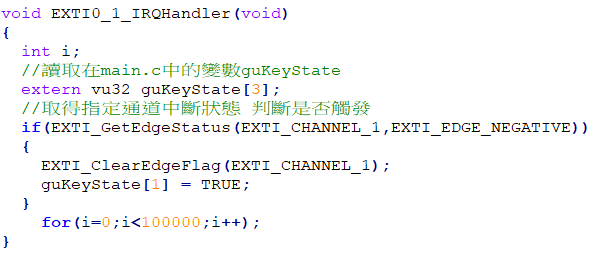 void EXTI0_1_IRQHandler(void)
{
  int i;
  //讀取在main.c中的變數guKeyState
  extern vu32 guKeyState[3];
  //取得指定通道中斷狀態 判斷是否觸發
  if(EXTI_GetEdgeStatus(EXTI_CHANNEL_1,EXTI_EDGE_NEGATIVE))
  {
    EXTI_ClearEdgeFlag(EXTI_CHANNEL_1);
    guKeyState[1] = TRUE;
  }
    for(i=0;i<100000;i++);
}